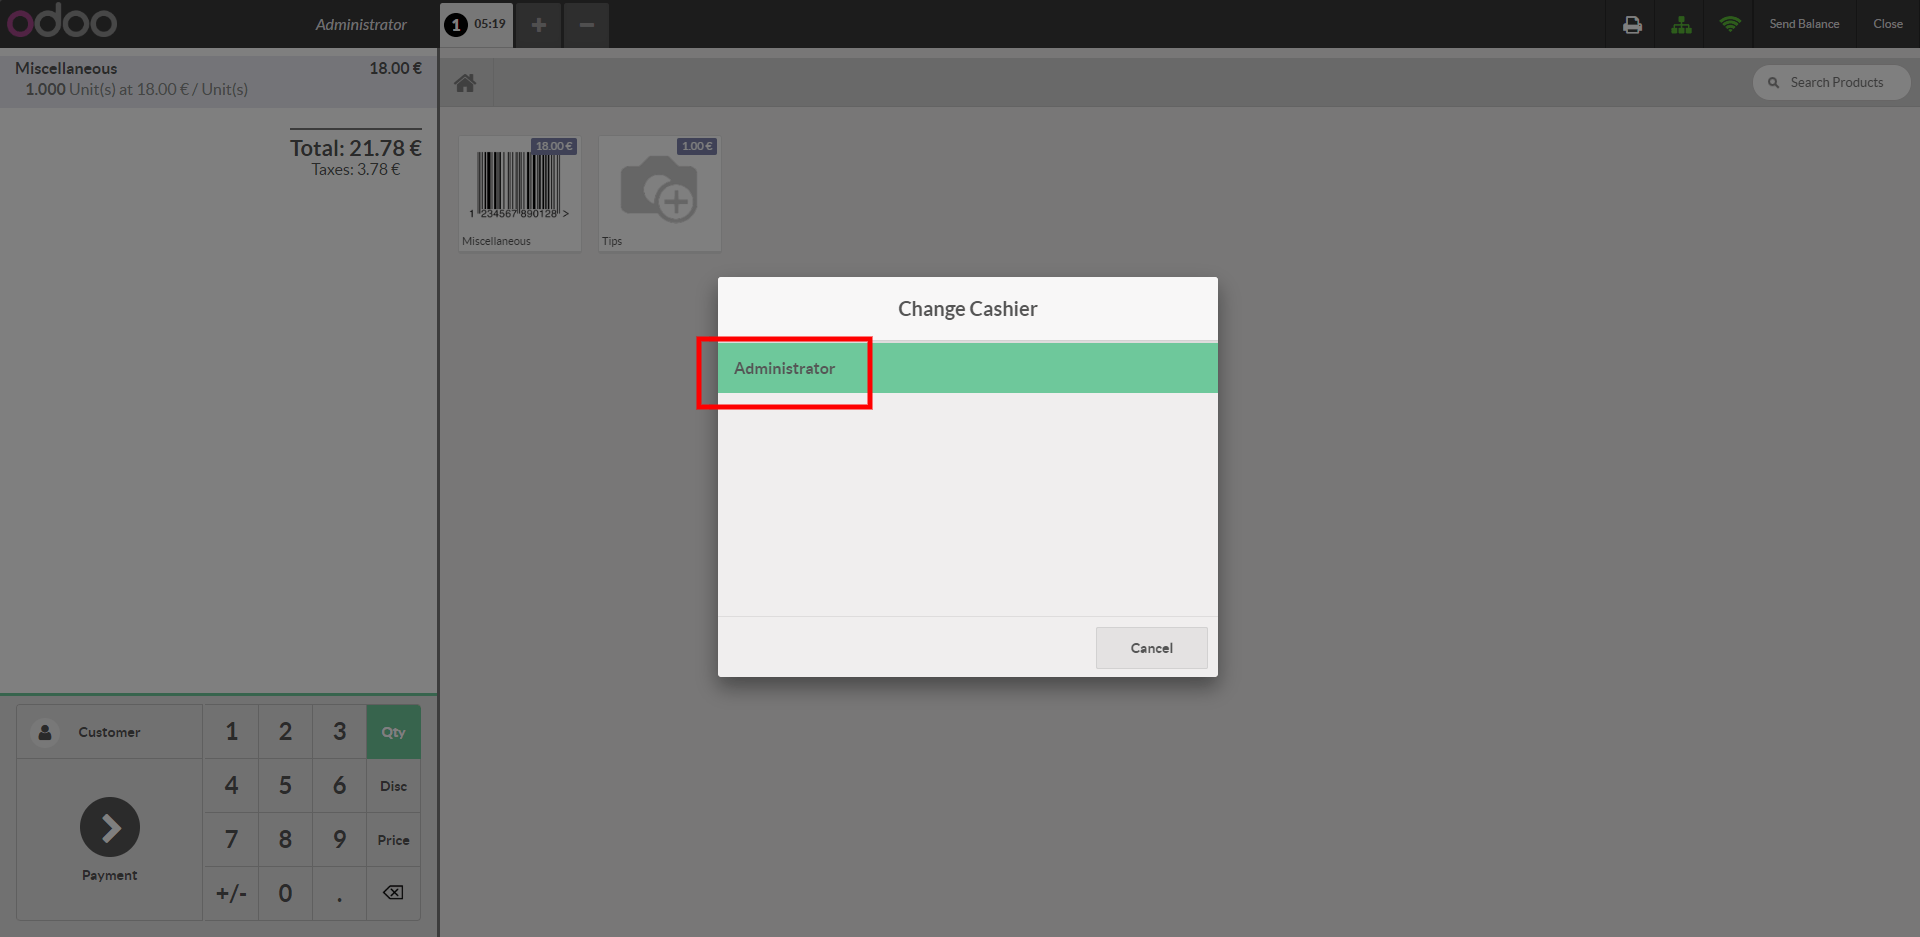 odoo
Administrator
1 05:19
Send Balance
Close
Miscellaneous 18.00 €
1.000 Unit(s) at 18.00 € / Unit(s)
Total: 21.78 €
Taxes: 3.78 €
Search Products
18.00 €
1 234567 890128 >
Miscellaneous
1.00 €
Tips
Change Cashier
Administrator
Cancel
Customer
1 2 3 Qty
4 5 6 Disc
7 8 9 Price
+/- 0 .
Payment